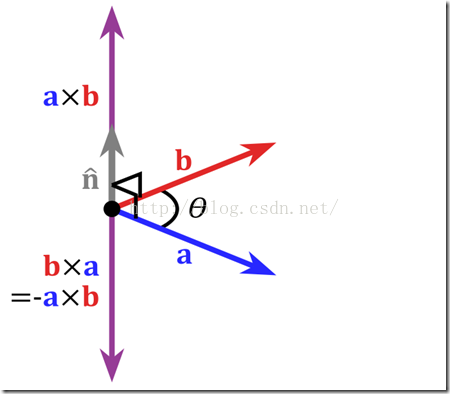 a×b
b
n̂
http://blog.csdn.net/
θ
a
b×a
=-a×b